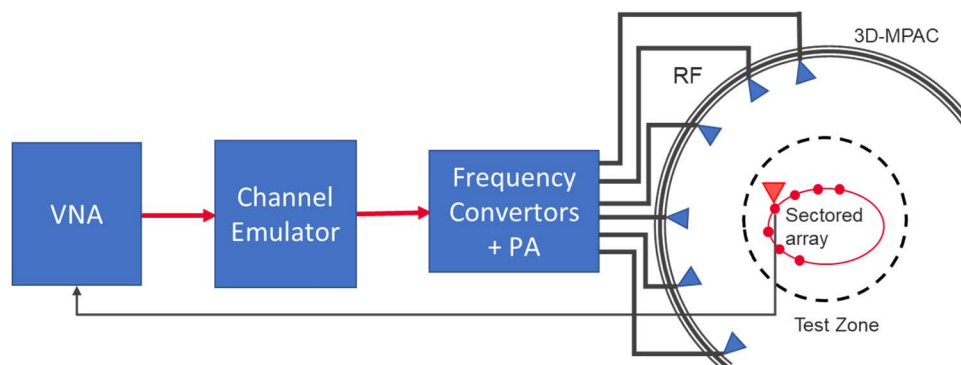 VNA
Channel
Emulator
Frequency
Convertors
+ PA
RF
3D-MPAC
Sectored
array
Test Zone